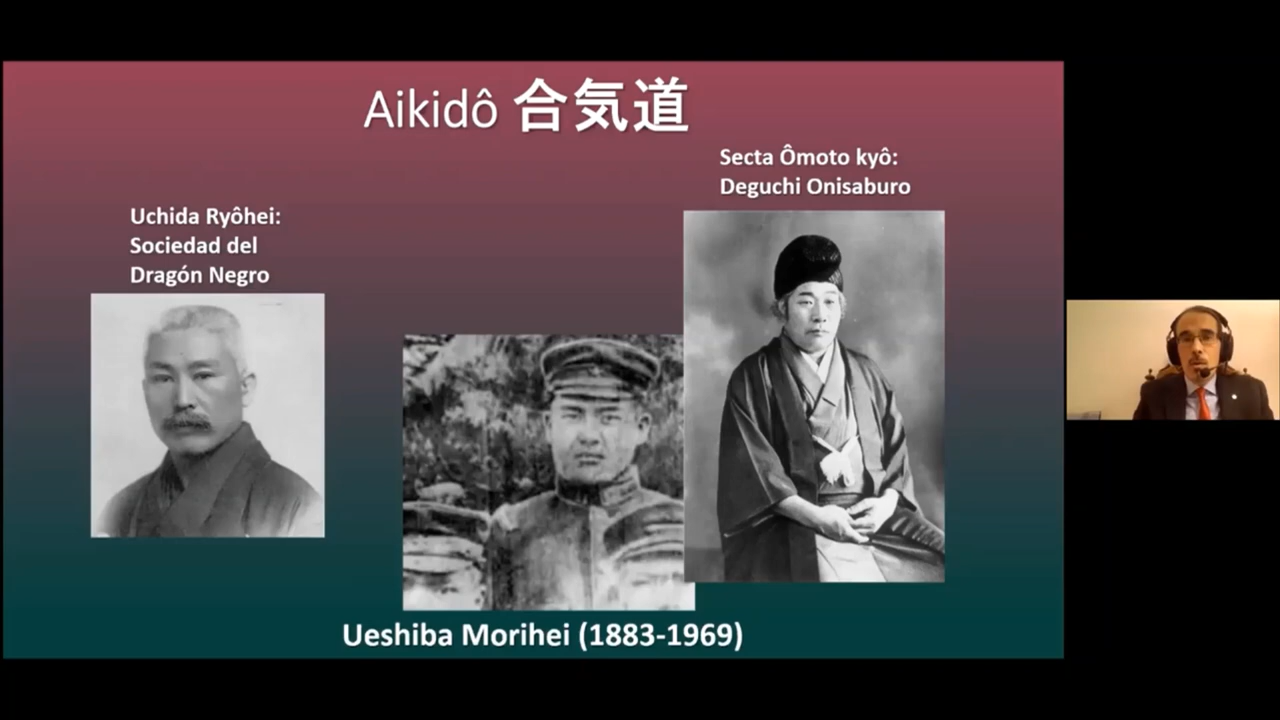 Aikidô 合気道
Uchida Ryôhei:
Sociedad del
Dragón Negro
Secta Ômoto kyô:
Deguchi Onisaburo
Ueshiba Morihei (1883-1969)